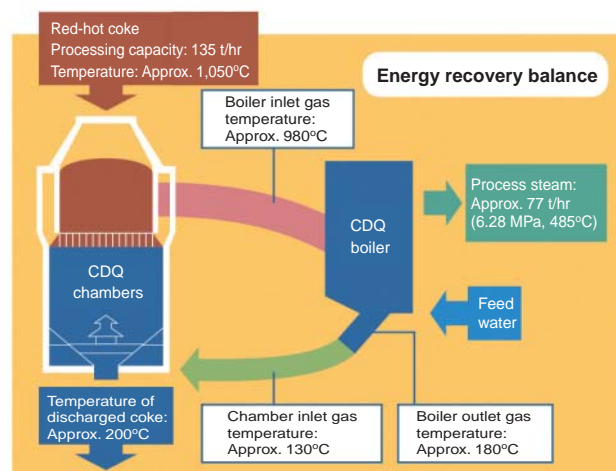 Red-hot coke
Processing capacity: 135 t/hr
Temperature: Approx. 1,050°C
Energy recovery balance
Boiler inlet gas
temperature:
Approx. 980°C
Process steam:
Approx. 77 t/hr
(6.28 MPa, 485°C)
CDQ
boiler
CDQ
chambers
Feed
water
Temperature of
discharged coke:
Approx. 200°C
Chamber inlet gas
temperature:
Approx. 130°C
Boiler outlet gas
temperature:
Approx. 180°C